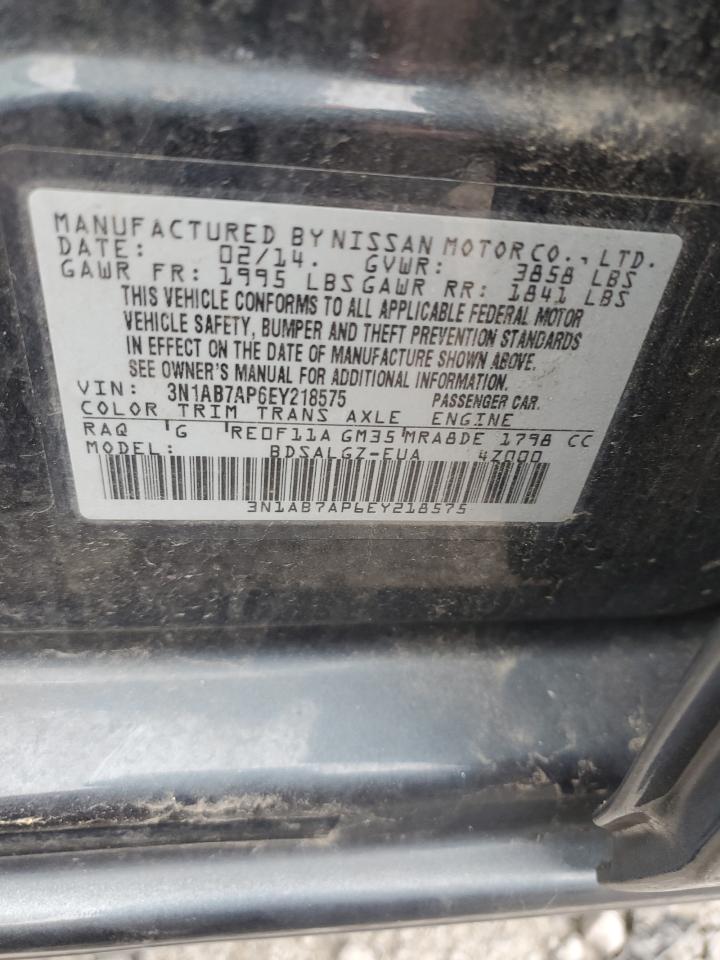 MANUFACTURED BY NISSAN MOTOR CO., LTD.
DATE: 02/14. GVWR: 3858 LBS
GAWR FR: 1995 LBS GAWR RR: 1841 LBS
THIS VEHICLE CONFORMS TO ALL APPLICABLE FEDERAL MOTOR
VEHICLE SAFETY, BUMPER AND THEFT PREVENTION STANDARDS
IN EFFECT ON THE DATE OF MANUFACTURE SHOWN ABOVE.
SEE OWNER'S MANUAL FOR ADDITIONAL INFORMATION.
VIN: 3N1AB7AP6EY218575 PASSENGER CAR.
COLOR TRIM TRANS AXLE ENGINE
RAQ G RE0F11A GM35 MRA8DE 1798 CC
MODEL: BDSALGZ-EUA 4Z000
3N1AB7AP6EY218575